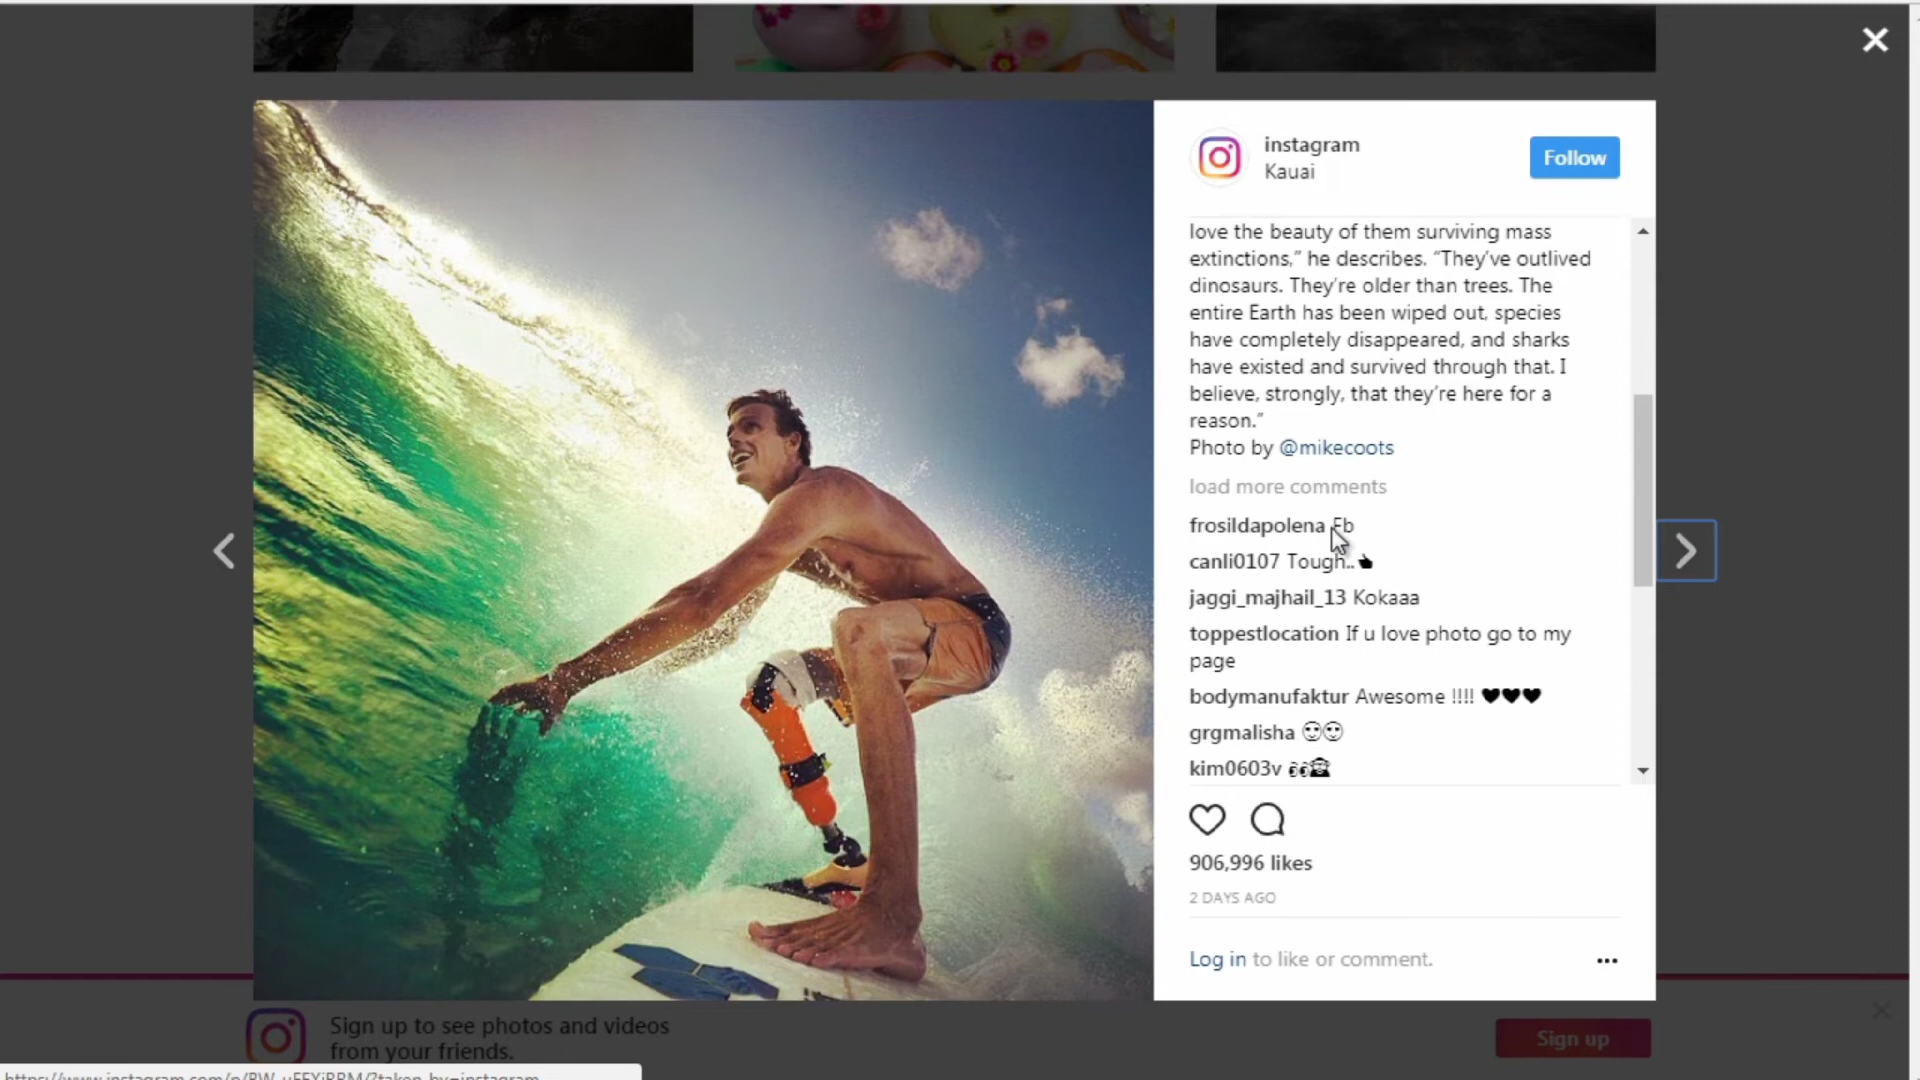 instagram
Kauai
Follow
love the beauty of them surviving mass
extinctions,” he describes. “They’ve outlived
dinosaurs. They’re older than trees. The
entire Earth has been wiped out, species
have completely disappeared, and sharks
have existed and survived through that. I
believe, strongly, that they’re here for a
reason.”
Photo by @mikecoots
load more comments
frosildapolena Eb
canli0107 Tough..
jaggi_majhail_13 Kokaaa
toppestlocation If u love photo go to my
page
bodymanufaktur Awesome !!!! ♥♥♥
grgmalisha
kim0603v
906,996 likes
2 DAYS AGO
Log in to like or comment.
Sign up to see photos and videos
from your friends.
Sign up